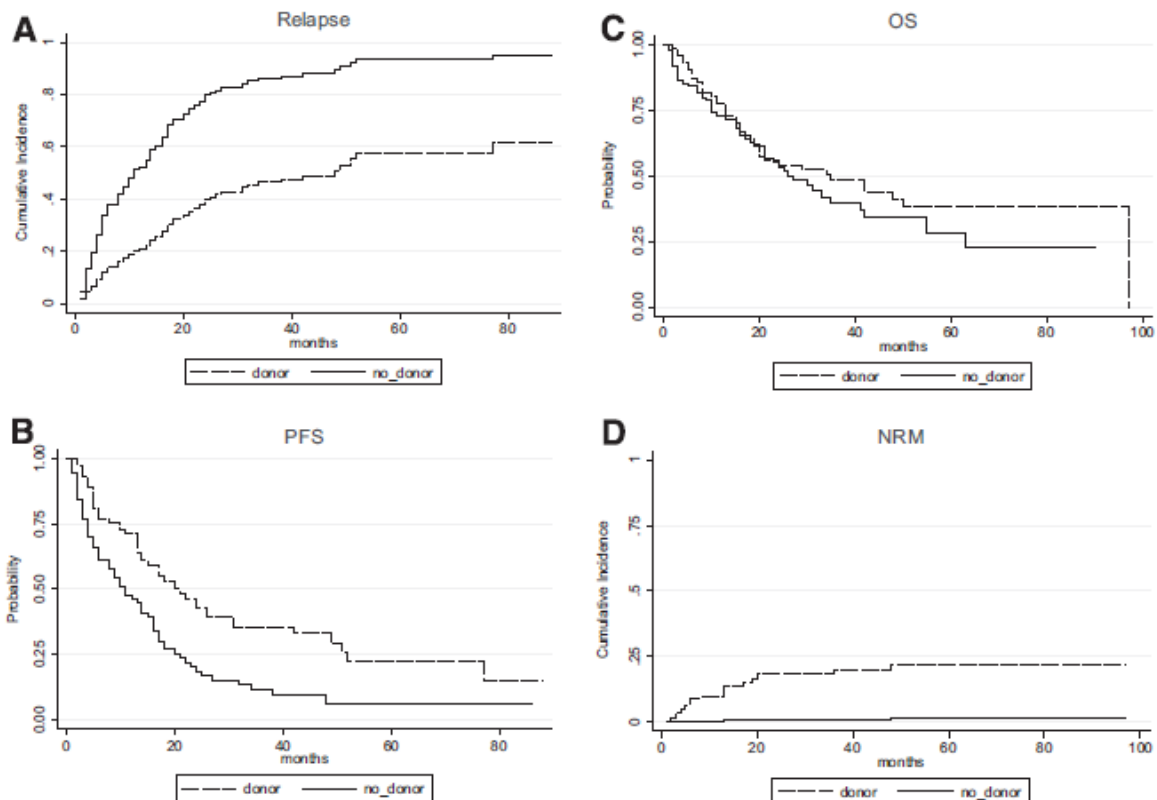 A
Relapse
Cumulative Incidence
1
.8
.6
.4
.2
0
0 20 40 60 80
months
donor no_donor
B
PFS
Probability
1.00
0.75
0.50
0.25
0.00
0 20 40 60 80
months
donor no_donor
C
OS
Probability
1.00
0.75
0.50
0.25
0.00
0 20 40 60 80 100
months
donor no_donor
D
NRM
Cumulative Incidence
1
.75
.5
.25
0
0 20 40 60 80 100
months
donor no_donor